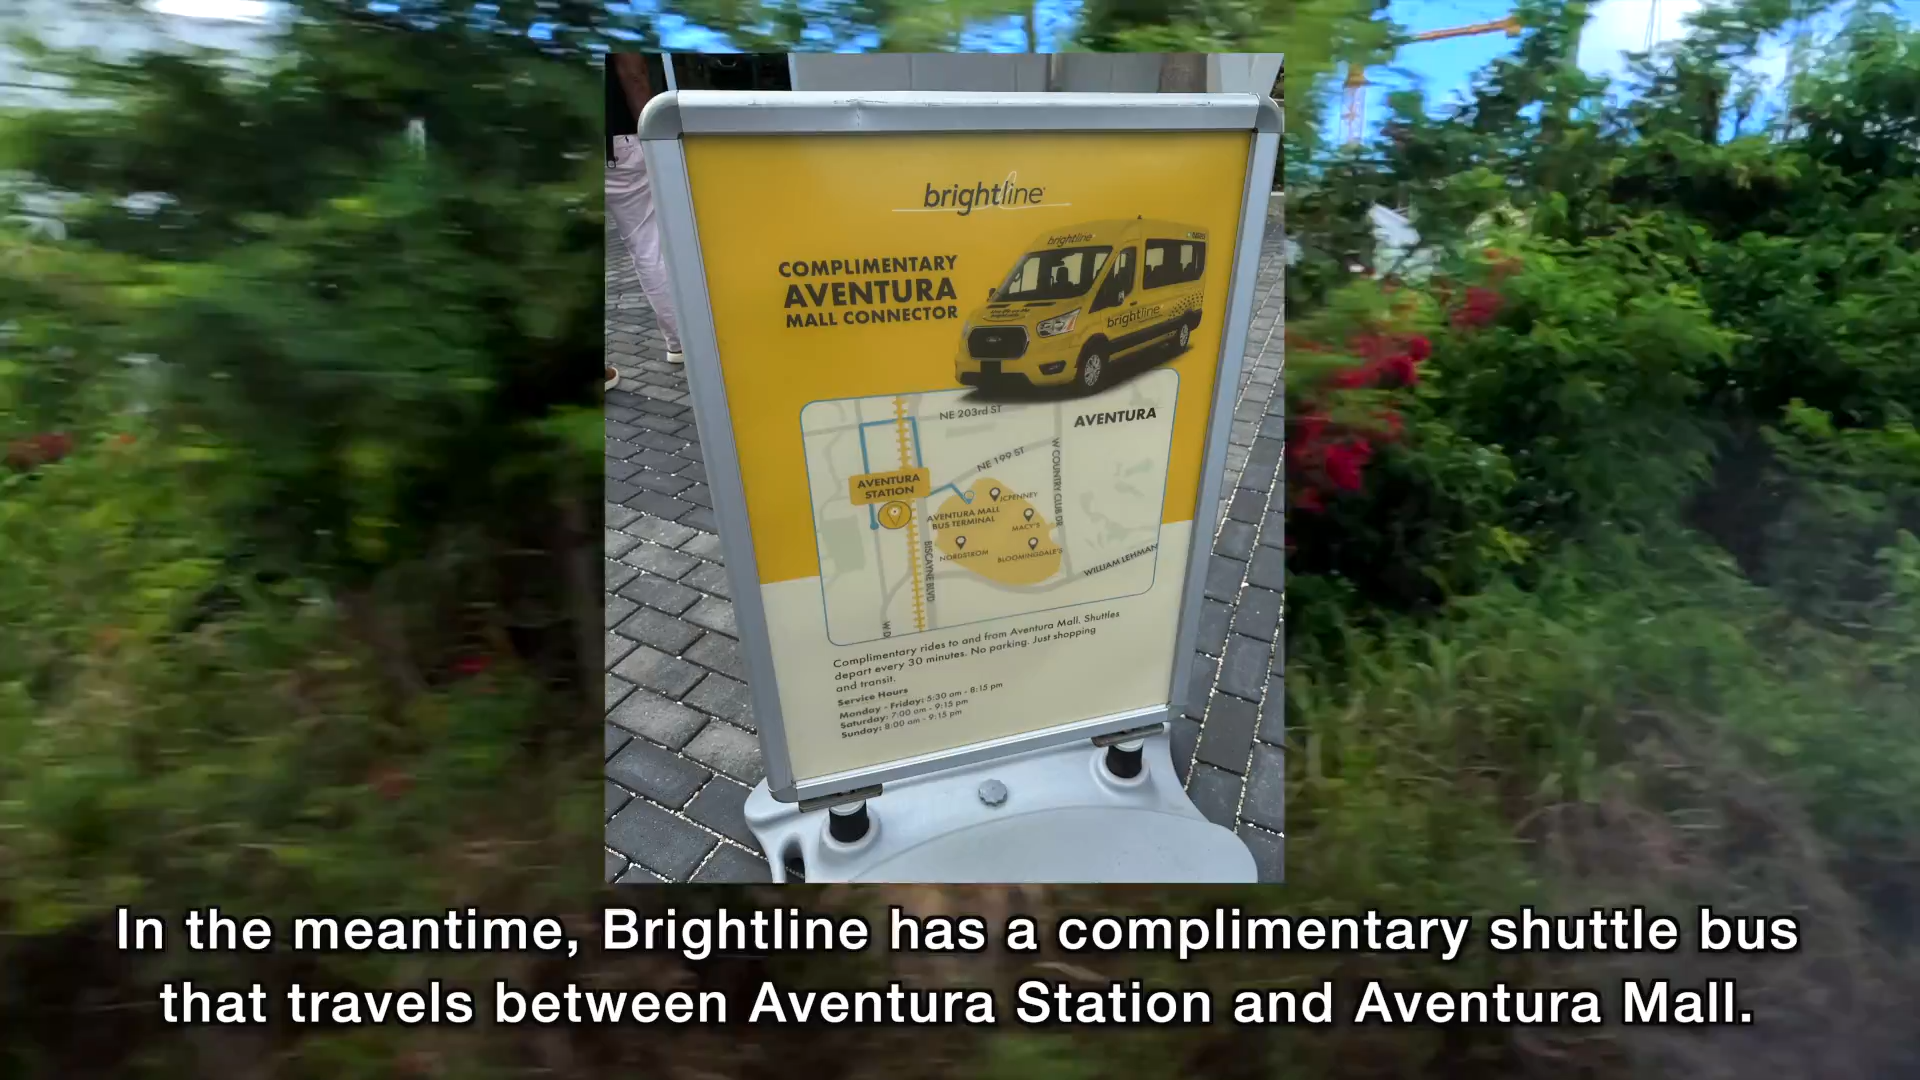 brightline
COMPLIMENTARY
AVENTURA
MALL CONNECTOR
brightline
brightline
NE 203rd ST
AVENTURA
NE 199 ST
W COUNTRY CLUB DR
AVENTURA
STATION
JCPENNEY
AVENTURA MALL
BUS TERMINAL
MACY'S
NORDSTROM
BLOOMINGDALE'S
BISCAYNE BLVD
WILLIAM LEHMAN
W DI
Complimentary rides to and from Aventura Mall. Shuttles
depart every 30 minutes. No parking. Just shopping
and transit.
Service Hours
Monday - Friday: 5:30 am - 8:15 pm
Saturday: 7:00 am - 9:15 pm
Sunday: 8:00 am - 9:15 pm
In the meantime, Brightline has a complimentary shuttle bus
that travels between Aventura Station and Aventura Mall.